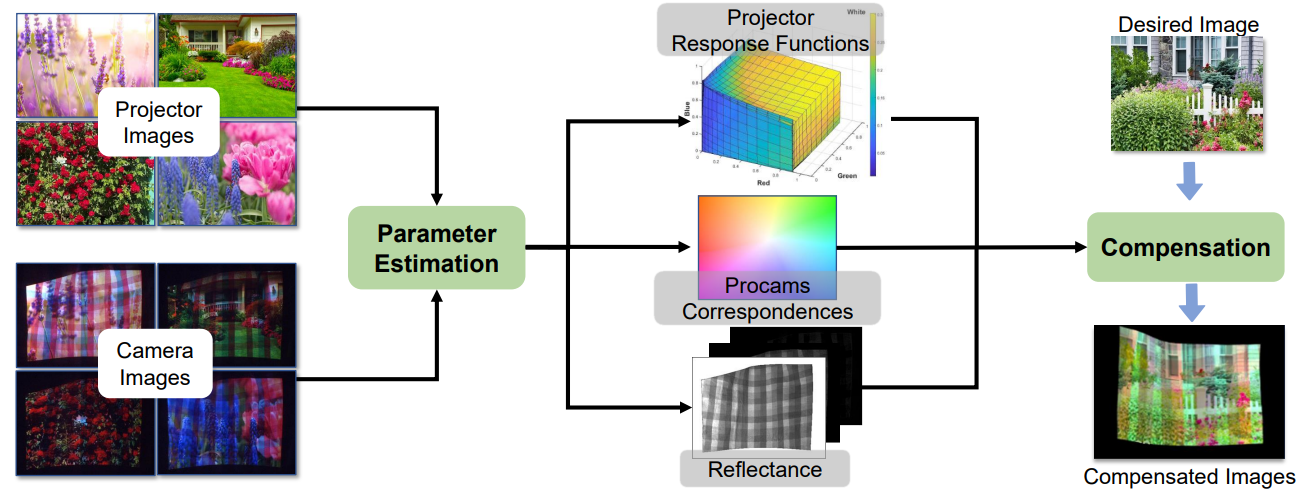 Projector
Images
Camera
Images
Parameter
Estimation
Projector
Response Functions
White
Blue
Red
Green
Procams
Correspondences
Reflectance
Desired Image
Compensation
Compensated Images